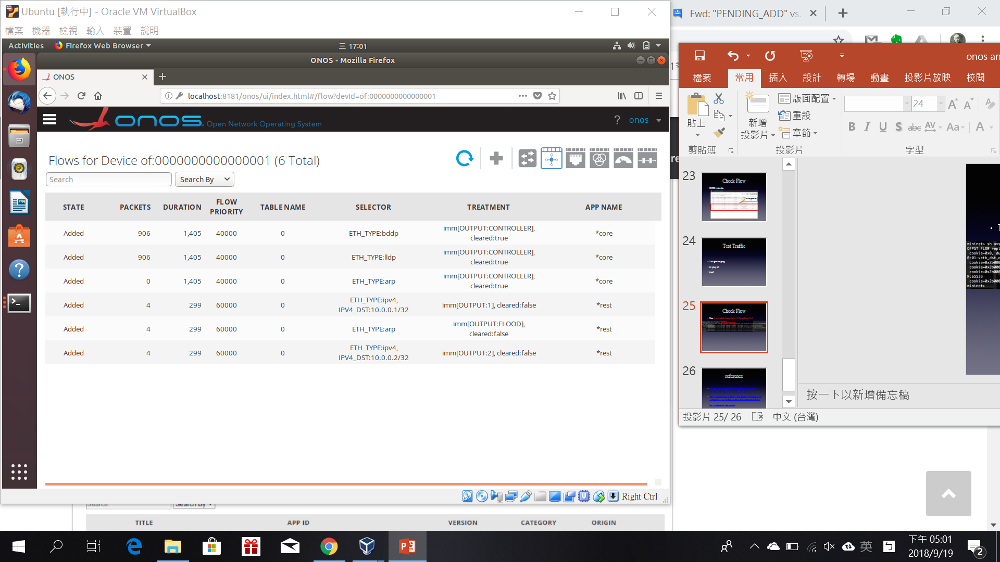 Ubuntu [執行中] - Oracle VM VirtualBox
檔案 機器 檢視 輸入 裝置 說明
Activities Firefox Web Browser 三 17:01
ONOS - Mozilla Firefox
ONOS
localhost:8181/onos/ui/index.html#/flow?devId=of:0000000000000001
onos Open Network Operating System
? onos
Flows for Device of:0000000000000001 (6 Total)
Search Search By
STATE PACKETS DURATION FLOW PRIORITY TABLE NAME SELECTOR TREATMENT APP NAME
Added 906 1,405 40000 0 ETH_TYPE:bddp imm[OUTPUT:CONTROLLER], cleared:true *core
Added 906 1,405 40000 0 ETH_TYPE:lldp imm[OUTPUT:CONTROLLER], cleared:true *core
Added 0 1,405 40000 0 ETH_TYPE:arp imm[OUTPUT:CONTROLLER], cleared:true *core
Added 4 299 60000 0 ETH_TYPE:ipv4, IPV4_DST:10.0.0.1/32 imm[OUTPUT:1], cleared:false *rest
Added 4 299 60000 0 ETH_TYPE:arp imm[OUTPUT:FLOOD], cleared:false *rest
Added 4 299 60000 0 ETH_TYPE:ipv4, IPV4_DST:10.0.0.2/32 imm[OUTPUT:2], cleared:false *rest
Right Ctrl
Search Search By
TITLE APP ID VERSION CATEGORY ORIGIN
Fwd: "PENDING_ADD" vs.
onos an
檔案 常用 插入 設計 轉場 動畫 投影片放映 校閱
貼上
剪貼簿
新增
投影片
版面配置
重設
章節
投影片
24
B I U S abc AV Aa A
字型
23
Check Flow
24
Test Traffic
25
Check Flow
26
reference
mininet> sh ovs
OFPST_FLOW repl
cookie=0x0, du
0:01->eth_dst,o
cookie=0x2b000
cookie=0x2b000
cookie=0x2b000
R:65535
cookie=0x2b000
mininet>
按一下以新增備忘稿
投影片 25/ 26 中文 (台灣)
英
下午 05:01
2018/9/19
2